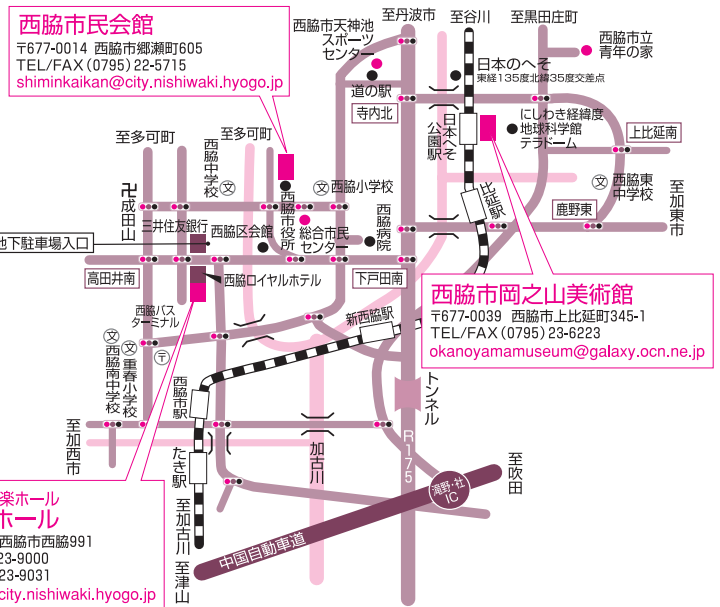 西脇市民会館
〒677-0014 西脇市郷瀬町605
TEL/FAX (0795) 22-5715
shiminkaikan@city.nishiwaki.hyogo.jp
至丹波市
至谷川
至黒田庄町
西脇市天神池
スポーツ
センター
道の駅
日本のへそ
東経135度北緯35度交差点
西脇市立
青年の家
寺内北
日本へそ
公園駅
にしわき経緯度
地球科学館
テラドーム
上比延南
至多可町
至多可町
西脇中学校
文
文
西脇小学校
西脇市役所
総合市民
センター
西脇病院
比延駅
文
西脇東
中学校
至加東市
鹿野東
卍成田山
三井住友銀行
西脇区会館
地下駐車場入口
高田井南
西脇ロイヤルホテル
下戸田南
西脇バス
ターミナル
新西脇駅
西脇市岡之山美術館
〒677-0039 西脇市上比延町345-1
TEL/FAX (0795) 23-6223
okanoyamamuseum@galaxy.ocn.ne.jp
文
西脇南中学校
文
重春小学校
〒
西脇市駅
トンネル
至加西市
たき駅
加古川
R175
至吹田
滝野・社
IC
至加古川
至津山
中国自動車道
楽ホール
ホール
西脇市西脇991
23-9000
23-9031
city.nishiwaki.hyogo.jp